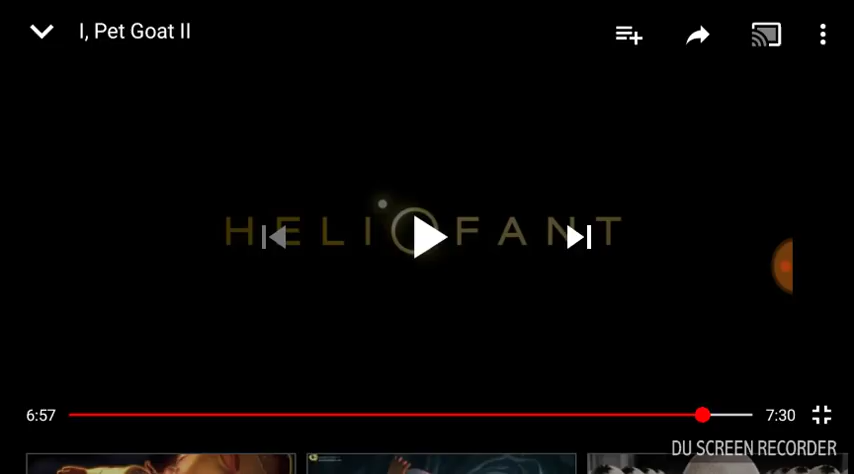 I, Pet Goat II
HELIOFANT
6:57
7:30
DU SCREEN RECORDER